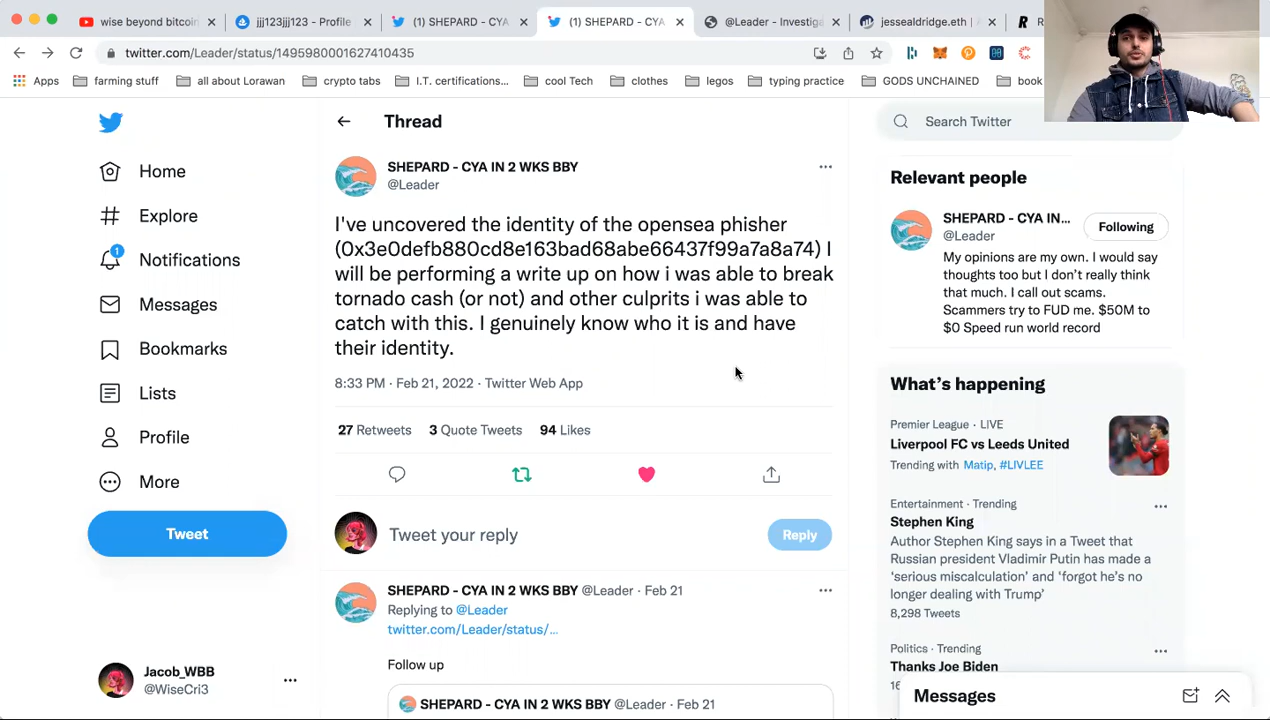 wise beyond bitcoin
jjj123jjj123 - Profile
(1) SHEPARD - CYA
(1) SHEPARD - CYA
@Leader - Investiga
jessealdridge.eth | A
R
twitter.com/Leader/status/1495980001627410435
Apps
farming stuff
all about Lorawan
crypto tabs
I.T. certifications...
cool Tech
clothes
legos
typing practice
GODS UNCHAINED
book
Home
Explore
1
Notifications
Messages
Bookmarks
Lists
Profile
More
Tweet
Jacob_WBB
@WiseCri3
Thread
SHEPARD - CYA IN 2 WKS BBY
@Leader
I've uncovered the identity of the opensea phisher
(0x3e0defb880cd8e163bad68abe66437f99a7a8a74) I
will be performing a write up on how i was able to break
tornado cash (or not) and other culprits i was able to
catch with this. I genuinely know who it is and have
their identity.
8:33 PM · Feb 21, 2022 · Twitter Web App
27 Retweets 3 Quote Tweets 94 Likes
Tweet your reply
Reply
SHEPARD - CYA IN 2 WKS BBY @Leader · Feb 21
Replying to @Leader
twitter.com/Leader/status/...
Follow up
SHEPARD - CYA IN 2 WKS BBY @Leader · Feb 21
Search Twitter
Relevant people
SHEPARD - CYA IN...
@Leader
Following
My opinions are my own. I would say
thoughts too but I don't really think
that much. I call out scams.
Scammers try to FUD me. $50M to
$0 Speed run world record
What's happening
Premier League · LIVE
Liverpool FC vs Leeds United
Trending with Matip, #LIVLEE
Entertainment · Trending
Stephen King
Author Stephen King says in a Tweet that
Russian president Vladimir Putin has made a
'serious miscalculation' and 'forgot he's no
longer dealing with Trump'
8,298 Tweets
Politics · Trending
Thanks Joe Biden
Messages